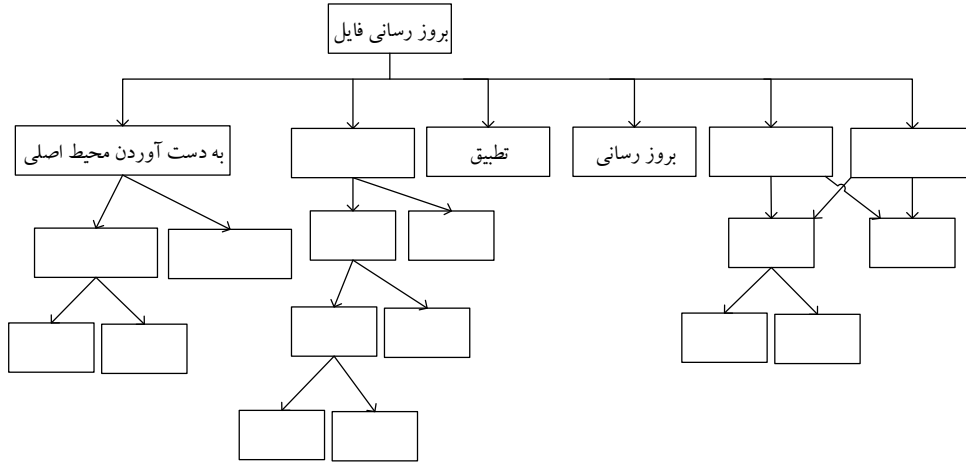 بروز رسانی فایل
به دست آوردن محیط اصلی
تطبیق
بروز رسانی